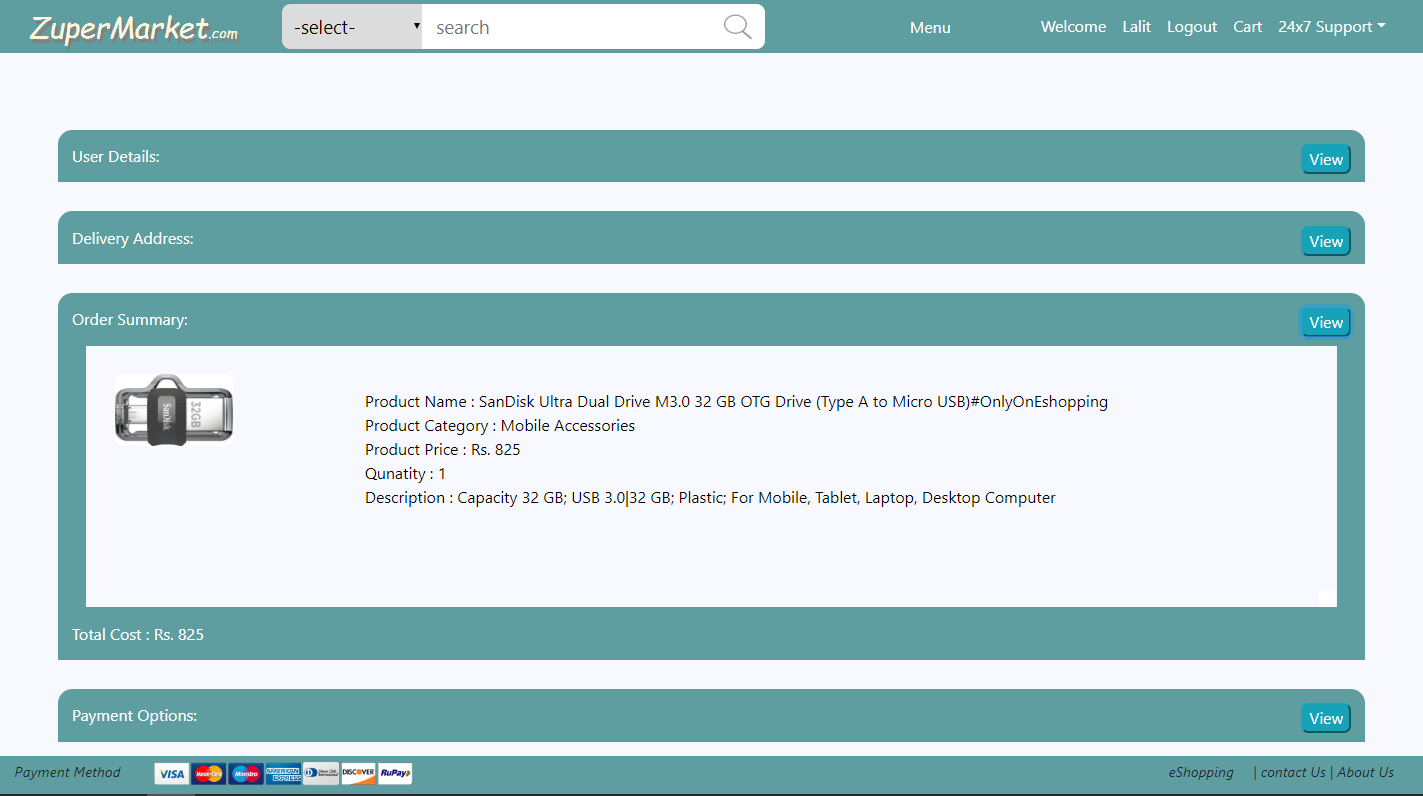 ZuperMarket.com -select- search Menu Welcome Lalit Logout Cart 24x7 Support
User Details: View
Delivery Address: View
Order Summary: View
SanDisk 32GB
Product Name : SanDisk Ultra Dual Drive M3.0 32 GB OTG Drive (Type A to Micro USB)#OnlyOnEshopping
Product Category : Mobile Accessories
Product Price : Rs. 825
Qunatity : 1
Description : Capacity 32 GB; USB 3.0|32 GB; Plastic; For Mobile, Tablet, Laptop, Desktop Computer
Total Cost : Rs. 825
Payment Options: View
Payment Method VISA MasterCard Maestro AMERICAN EXPRESS Diners Club International DISCOVER RuPay eShopping | contact Us | About Us